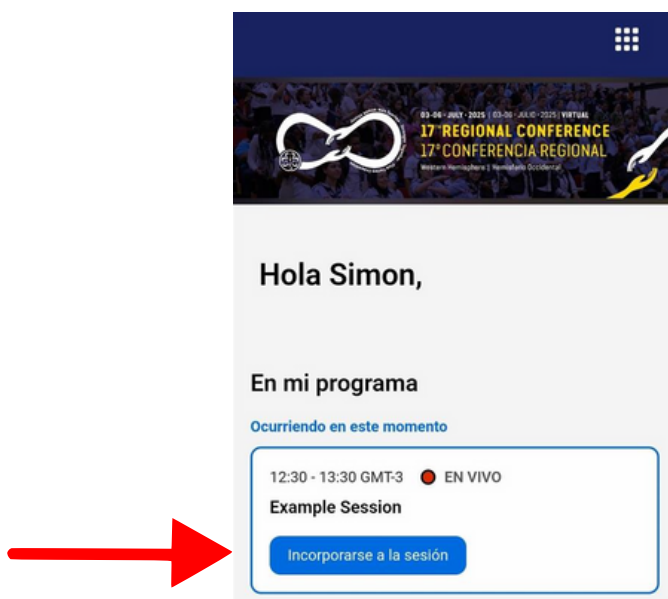 03-06 • JULY • 2025 | 03-06 • JULIO • 2025 | VIRTUAL
17th REGIONAL CONFERENCE
17ª CONFERENCIA REGIONAL
Western Hemisphere | Hemisferio Occidental
Hola Simon,
En mi programa
Ocurriendo en este momento
12:30 - 13:30 GMT-3 EN VIVO
Example Session
Incorporarse a la sesión